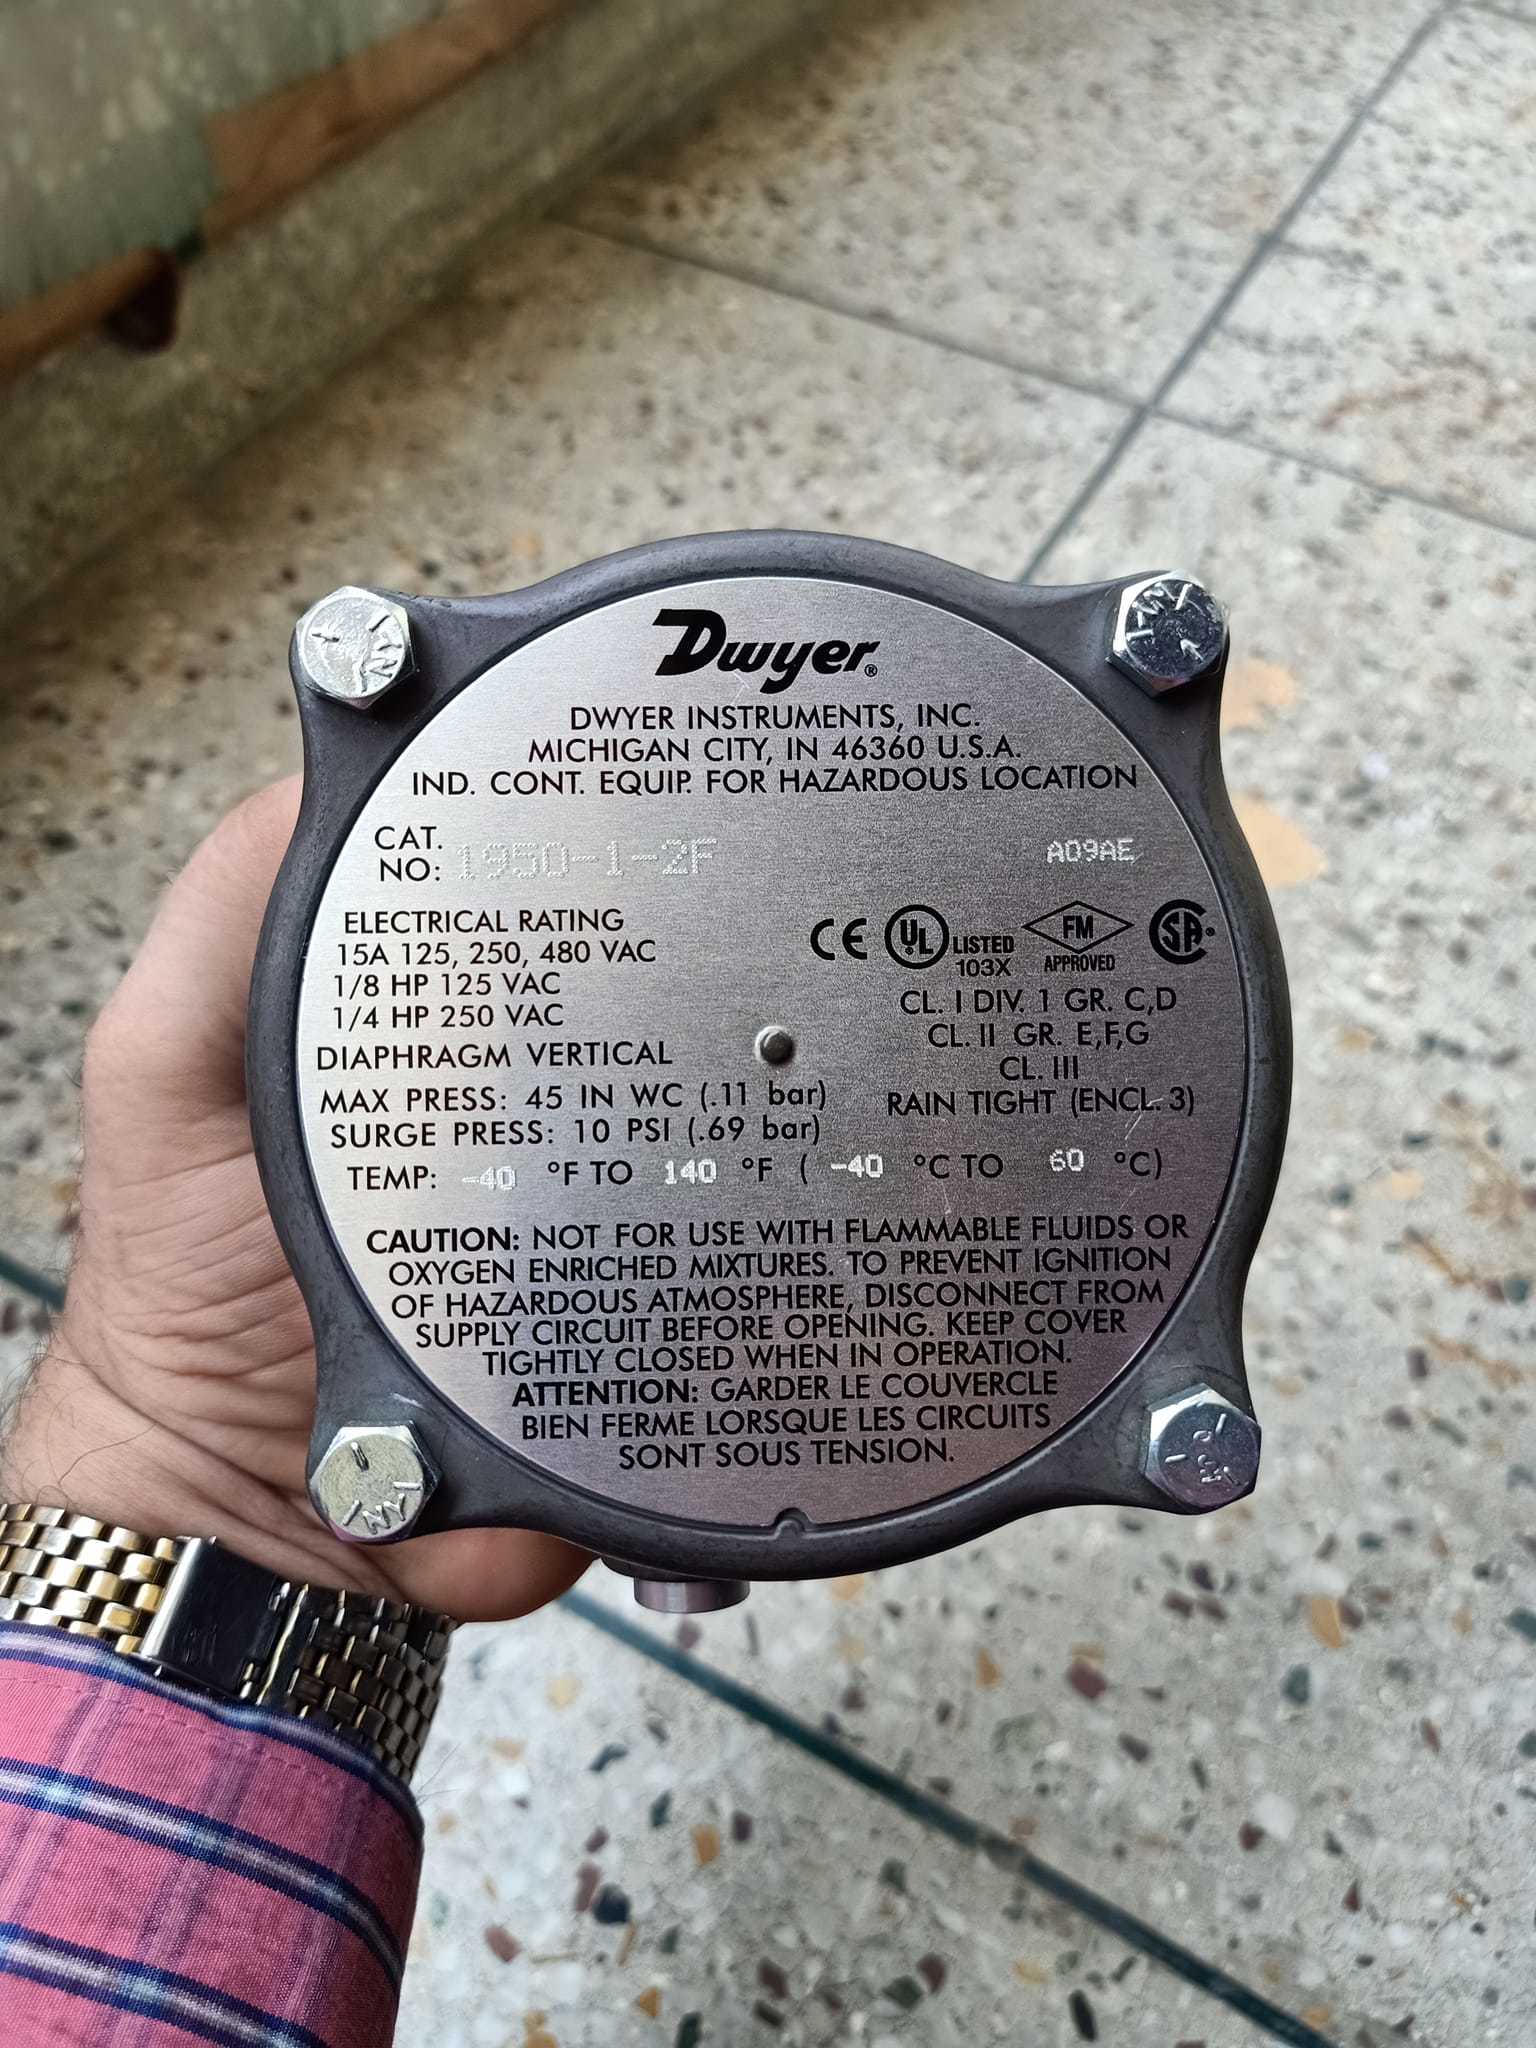 Dwyer®
DWYER INSTRUMENTS, INC.
MICHIGAN CITY, IN 46360 U.S.A.
IND. CONT. EQUIP. FOR HAZARDOUS LOCATION
CAT.
NO: 1950-1-2F
A09AE
ELECTRICAL RATING
15A 125, 250, 480 VAC
1/8 HP 125 VAC
1/4 HP 250 VAC
CE UL LISTED
103X
FM
APPROVED
SA
CL. I DIV. 1 GR. C,D
CL. II GR. E,F,G
CL. III
RAIN TIGHT (ENCL. 3)
DIAPHRAGM VERTICAL
MAX PRESS: 45 IN WC (.11 bar)
SURGE PRESS: 10 PSI (.69 bar)
TEMP: -40 °F TO 140 °F ( -40 °C TO 60 °C)
CAUTION: NOT FOR USE WITH FLAMMABLE FLUIDS OR
OXYGEN ENRICHED MIXTURES. TO PREVENT IGNITION
OF HAZARDOUS ATMOSPHERE, DISCONNECT FROM
SUPPLY CIRCUIT BEFORE OPENING. KEEP COVER
TIGHTLY CLOSED WHEN IN OPERATION.
ATTENTION: GARDER LE COUVERCLE
BIEN FERME LORSQUE LES CIRCUITS
SONT SOUS TENSION.
NY